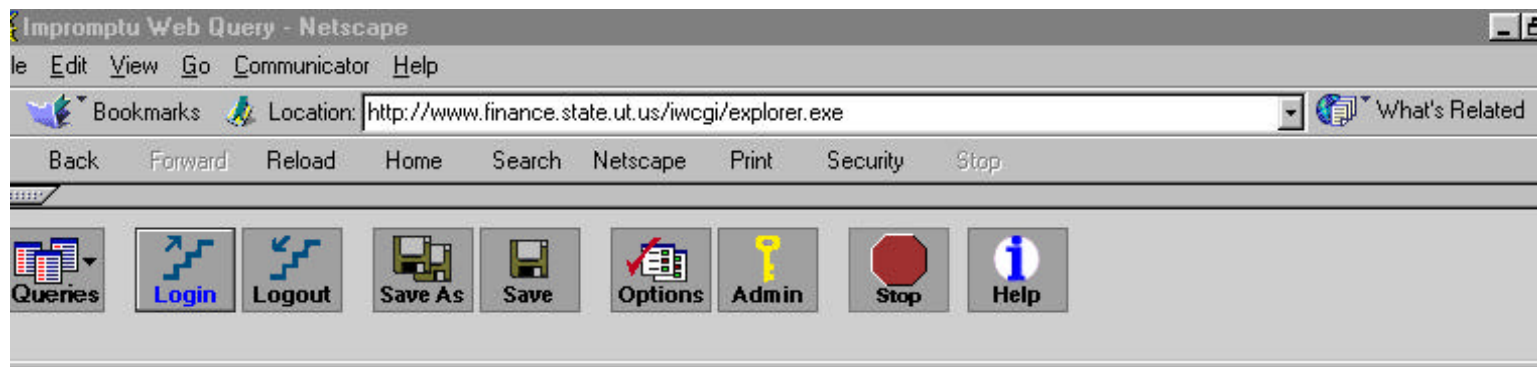 Impromptu Web Query - Netscape
le Edit View Go Communicator Help
Bookmarks Location: http://www.finance.state.ut.us/iwcgi/explorer.exe What's Related
Back Forward Reload Home Search Netscape Print Security Stop
Queries Login Logout Save As Save Options Admin Stop Help